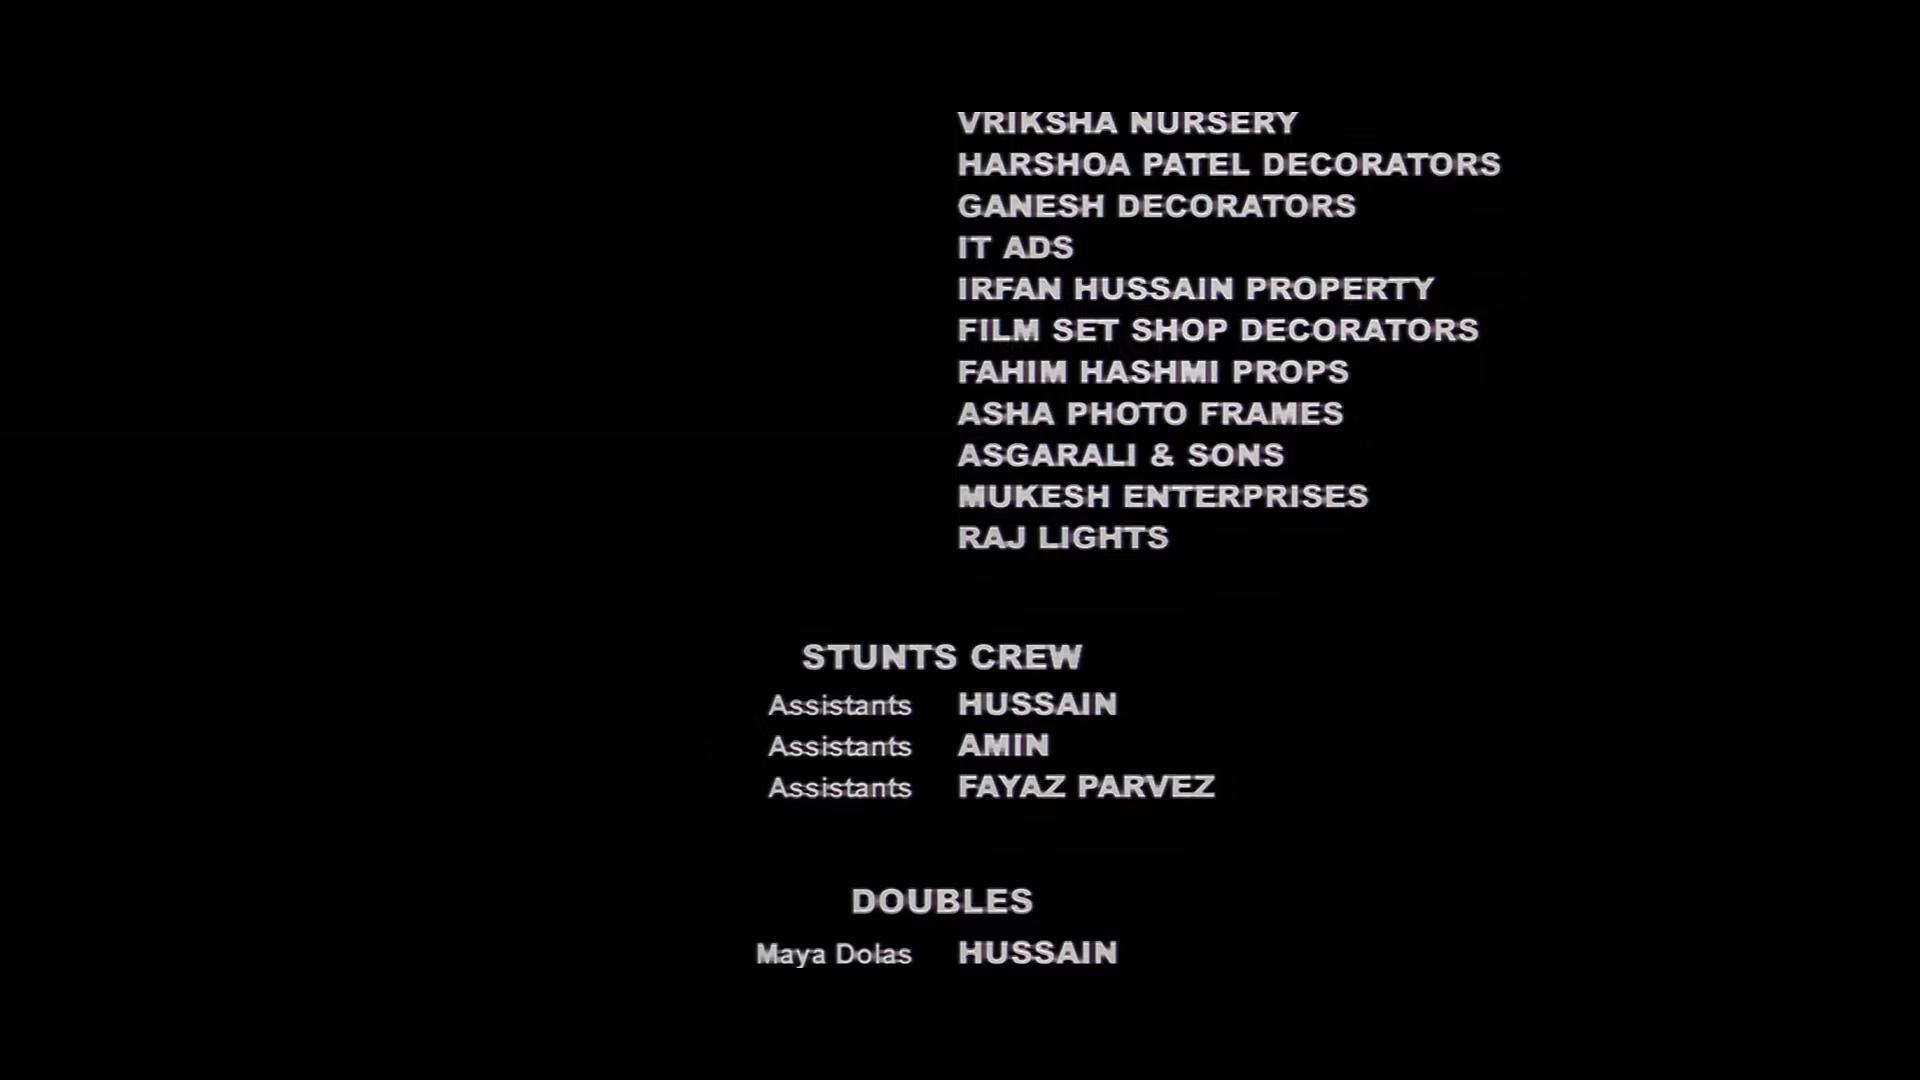 VRIKSHA NURSERY
HARSHOA PATEL DECORATORS
GANESH DECORATORS
IT ADS
IRFAN HUSSAIN PROPERTY
FILM SET SHOP DECORATORS
FAHIM HASHMI PROPS
ASHA PHOTO FRAMES
ASGARALI & SONS
MUKESH ENTERPRISES
RAJ LIGHTS
STUNTS CREW
Assistants HUSSAIN
Assistants AMIN
Assistants FAYAZ PARVEZ
DOUBLES
Maya Dolas HUSSAIN